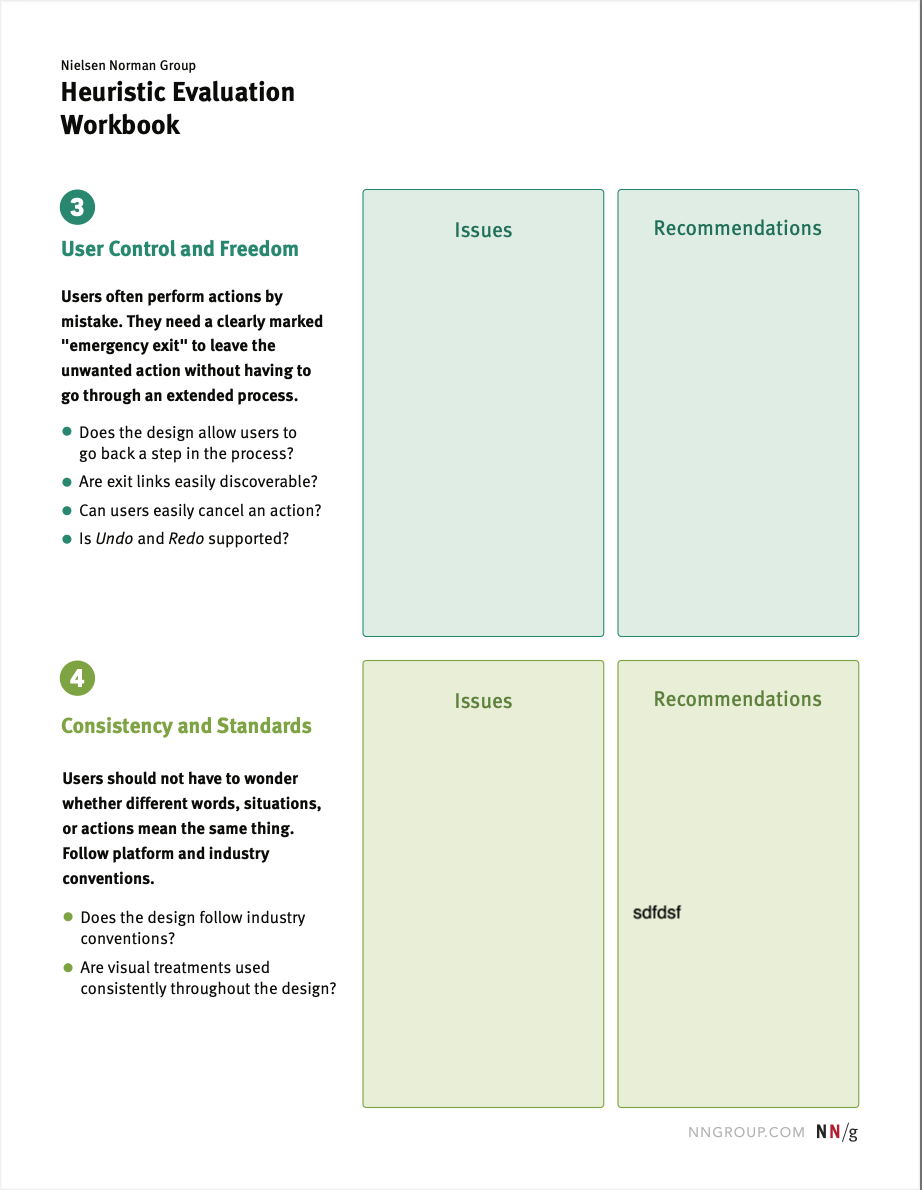 Nielsen Norman Group
Heuristic Evaluation
Workbook
3
User Control and Freedom
Users often perform actions by
mistake. They need a clearly marked
"emergency exit" to leave the
unwanted action without having to
go through an extended process.
Does the design allow users to
go back a step in the process?
Are exit links easily discoverable?
Can users easily cancel an action?
Is Undo and Redo supported?
Issues
Recommendations
4
Consistency and Standards
Users should not have to wonder
whether different words, situations,
or actions mean the same thing.
Follow platform and industry
conventions.
Does the design follow industry
conventions?
Are visual treatments used
consistently throughout the design?
Issues
Recommendations
sdfdsf
NNGROUP.COM NN/g